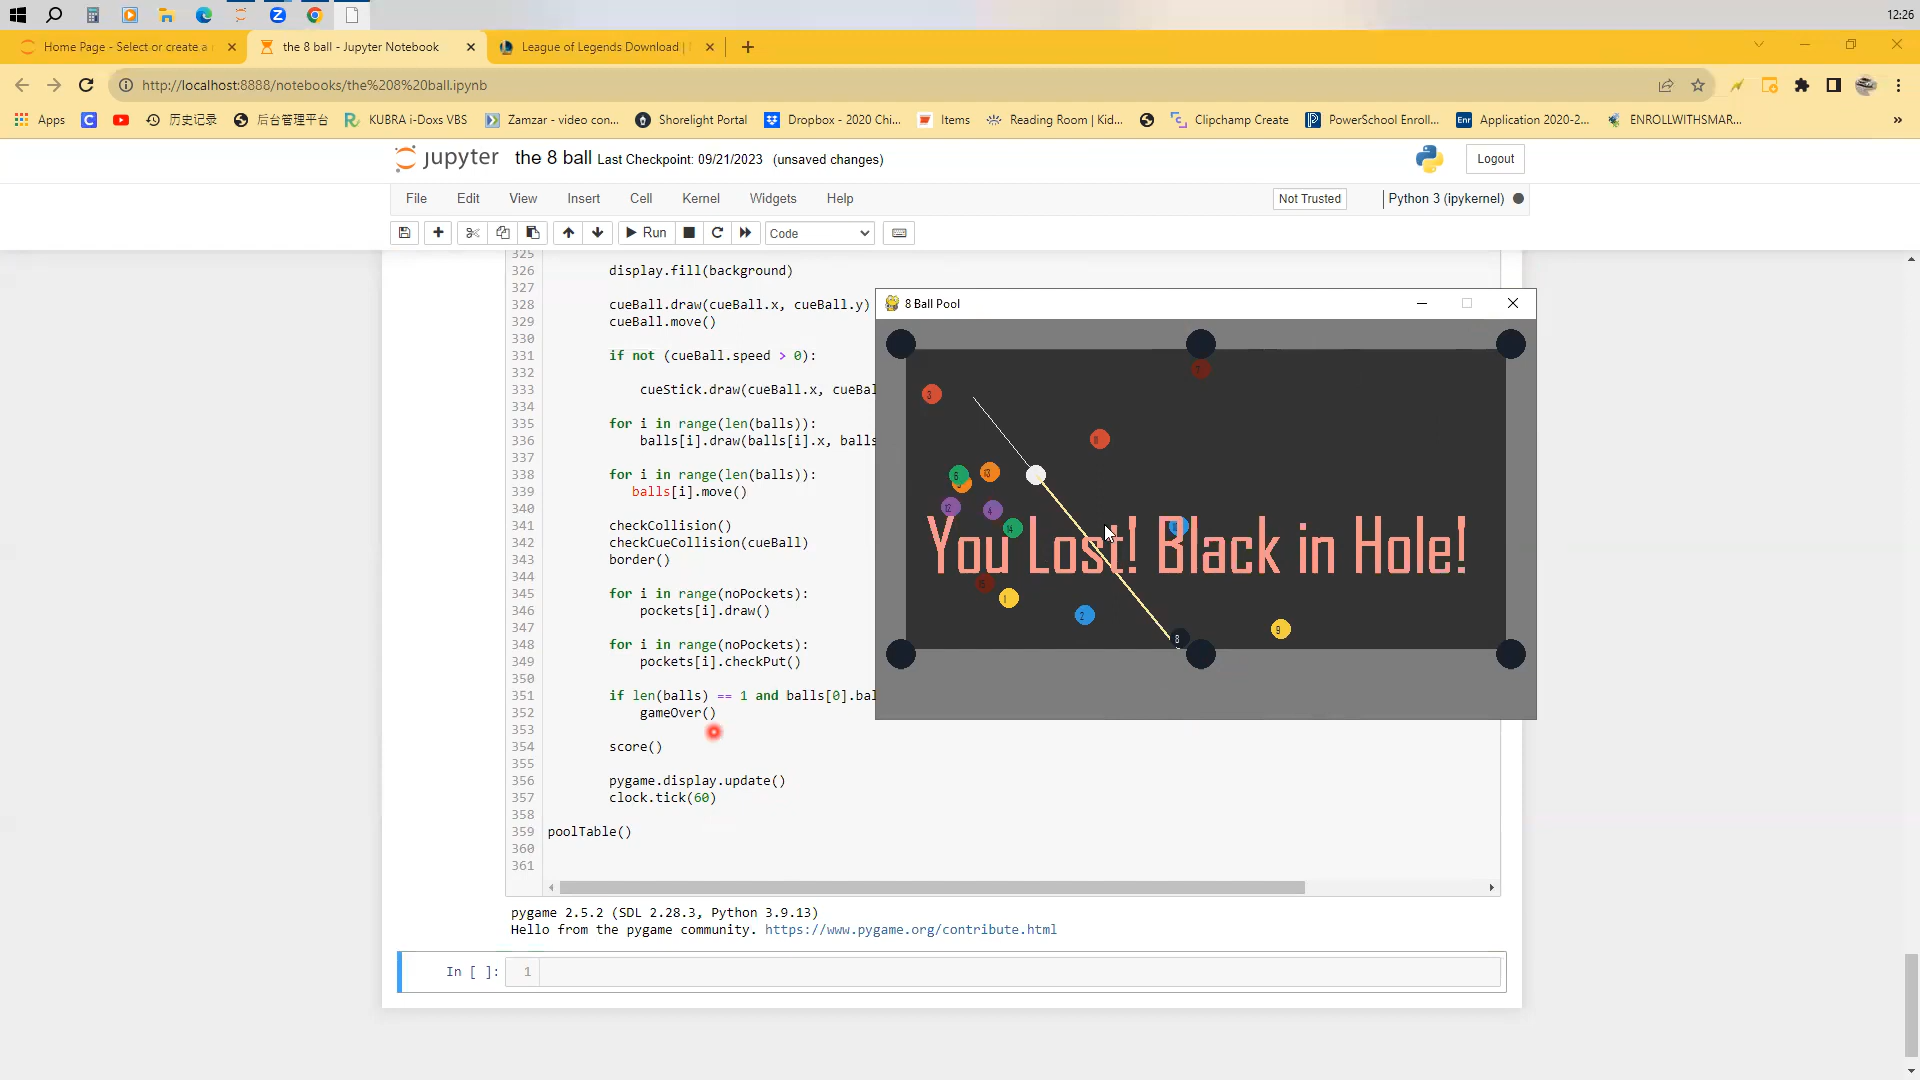 12:26
Home Page - Select or create a
the 8 ball - Jupyter Notebook
League of Legends Download |
http://localhost:8888/notebooks/the%208%20ball.ipynb
Apps
历史记录
后台管理平台
KUBRA i-Doxs VBS
Zamzar - video con...
Shorelight Portal
Dropbox - 2020 Chi...
Items
Reading Room | Kid...
Clipchamp Create
PowerSchool Enroll...
Application 2020-2...
ENROLLWITHSMAR...
»
jupyter the 8 ball Last Checkpoint: 09/21/2023 (unsaved changes)
Logout
File Edit View Insert Cell Kernel Widgets Help
Not Trusted
Python 3 (ipykernel)
Run
Code
325
326 display.fill(background)
327
328 cueBall.draw(cueBall.x, cueBall.y)
329 cueBall.move()
330
331 if not (cueBall.speed > 0):
332
333 cueStick.draw(cueBall.x, cueBal
334
335 for i in range(len(balls)):
336 balls[i].draw(balls[i].x, balls
337
338 for i in range(len(balls)):
339 balls[i].move()
340
341 checkCollision()
342 checkCueCollision(cueBall)
343 border()
344
345 for i in range(noPockets):
346 pockets[i].draw()
347
348 for i in range(noPockets):
349 pockets[i].checkPut()
350
351 if len(balls) == 1 and balls[0].bal
352 gameOver()
353
354 score()
355
356 pygame.display.update()
357 clock.tick(60)
358
359 poolTable()
360
361
8 Ball Pool
3
6
13
12
4
14
You Lost! Black in Hole!
1
2
8
9
pygame 2.5.2 (SDL 2.28.3, Python 3.9.13)
Hello from the pygame community. https://www.pygame.org/contribute.html
In [ ]: 1